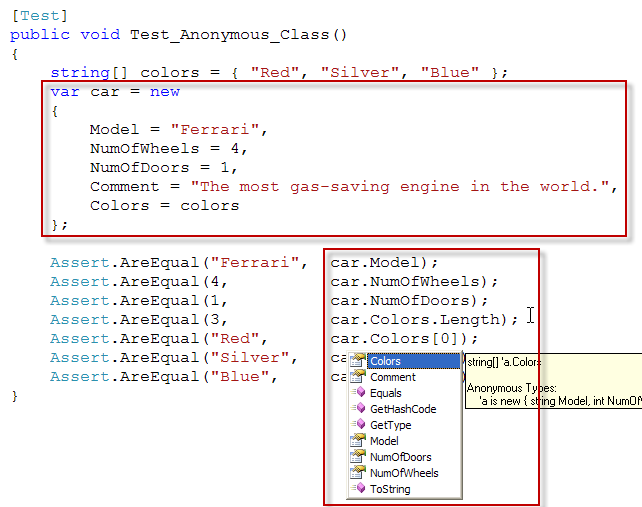 [Test]
public void Test_Anonymous_Class()
{
string[] colors = { "Red", "Silver", "Blue" };
var car = new
{
Model = "Ferrari",
NumOfWheels = 4,
NumOfDoors = 1,
Comment = "The most gas-saving engine in the world.",
Colors = colors
};
Assert.AreEqual("Ferrari", car.Model);
Assert.AreEqual(4, car.NumOfWheels);
Assert.AreEqual(1, car.NumOfDoors);
Assert.AreEqual(3, car.Colors.Length);
Assert.AreEqual("Red", car.Colors[0]);
Assert.AreEqual("Silver", ca
Assert.AreEqual("Blue", ca
}
Colors
Comment
Equals
GetHashCode
GetType
Model
NumOfDoors
NumOfWheels
ToString
string[] 'a.Colors
Anonymous Types:
'a is new { string Model, int NumOf